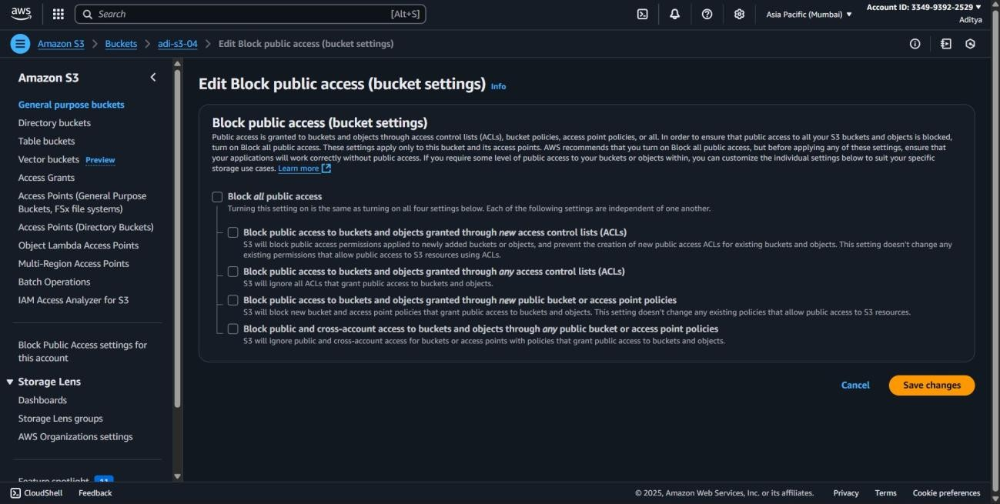 aws
Search
[Alt+S]
Asia Pacific (Mumbai) ▼
Account ID: 3349-9392-2529 ▼
Aditya
Amazon S3 > Buckets > adi-s3-04 > Edit Block public access (bucket settings)
Amazon S3
General purpose buckets
Directory buckets
Table buckets
Vector buckets Preview
Access Grants
Access Points (General Purpose
Buckets, FSx file systems)
Access Points (Directory Buckets)
Object Lambda Access Points
Multi-Region Access Points
Batch Operations
IAM Access Analyzer for S3
Block Public Access settings for
this account
▼ Storage Lens
Dashboards
Storage Lens groups
AWS Organizations settings
Feature spotlight 11
Edit Block public access (bucket settings) Info
Block public access (bucket settings)
Public access is granted to buckets and objects through access control lists (ACLs), bucket policies, access point policies, or all. In order to ensure that public access to all your S3 buckets and objects is blocked,
turn on Block all public access. These settings apply only to this bucket and its access points. AWS recommends that you turn on Block all public access, but before applying any of these settings, ensure that
your applications will work correctly without public access. If you require some level of public access to your buckets or objects within, you can customize the individual settings below to suit your specific
storage use cases. Learn more
Block all public access
Turning this setting on is the same as turning on all four settings below. Each of the following settings are independent of one another.
Block public access to buckets and objects granted through new access control lists (ACLs)
S3 will block public access permissions applied to newly added buckets or objects, and prevent the creation of new public access ACLs for existing buckets and objects. This setting doesn't change any
existing permissions that allow public access to S3 resources using ACLs.
Block public access to buckets and objects granted through any access control lists (ACLs)
S3 will ignore all ACLs that grant public access to buckets and objects.
Block public access to buckets and objects granted through new public bucket or access point policies
S3 will block new bucket and access point policies that grant public access to buckets and objects. This setting doesn't change any existing policies that allow public access to S3 resources.
Block public and cross-account access to buckets and objects through any public bucket or access point policies
S3 will ignore public and cross-account access for buckets or access points with policies that grant public access to buckets and objects.
Cancel
Save changes
CloudShell
Feedback
© 2025, Amazon Web Services, Inc. or its affiliates.
Privacy
Terms
Cookie preferences